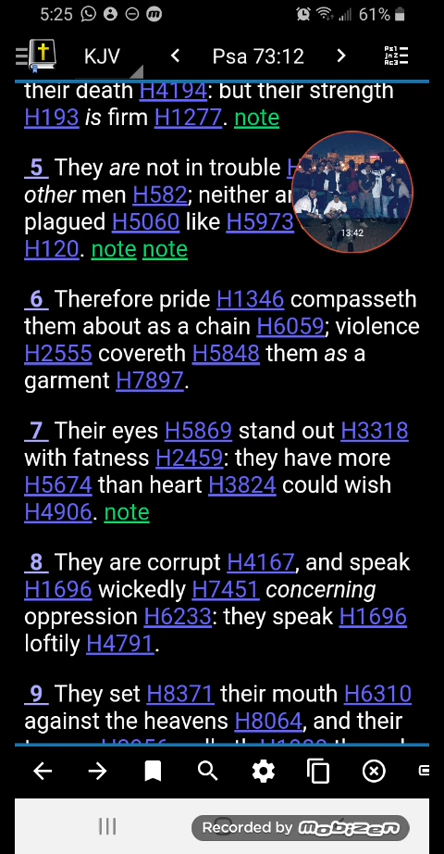 5:25 61%
KJV < Psa 73:12 >
their death H4194: but their strength
H193 is firm H1277. note
5 They are not in trouble
other men H582; neither
plagued H5060 like H5973
H120. note note
13:42
6 Therefore pride H1346 compasseth
them about as a chain H6059; violence
H2555 covereth H5848 them as a
garment H7897.
7 Their eyes H5869 stand out H3318
with fatness H2459: they have more
H5674 than heart H3824 could wish
H4906. note
8 They are corrupt H4167, and speak
H1696 wickedly H7451 concerning
oppression H6233: they speak H1696
loftily H4791.
9 They set H8371 their mouth H6310
against the heavens H8064, and their
Recorded by Mobizen